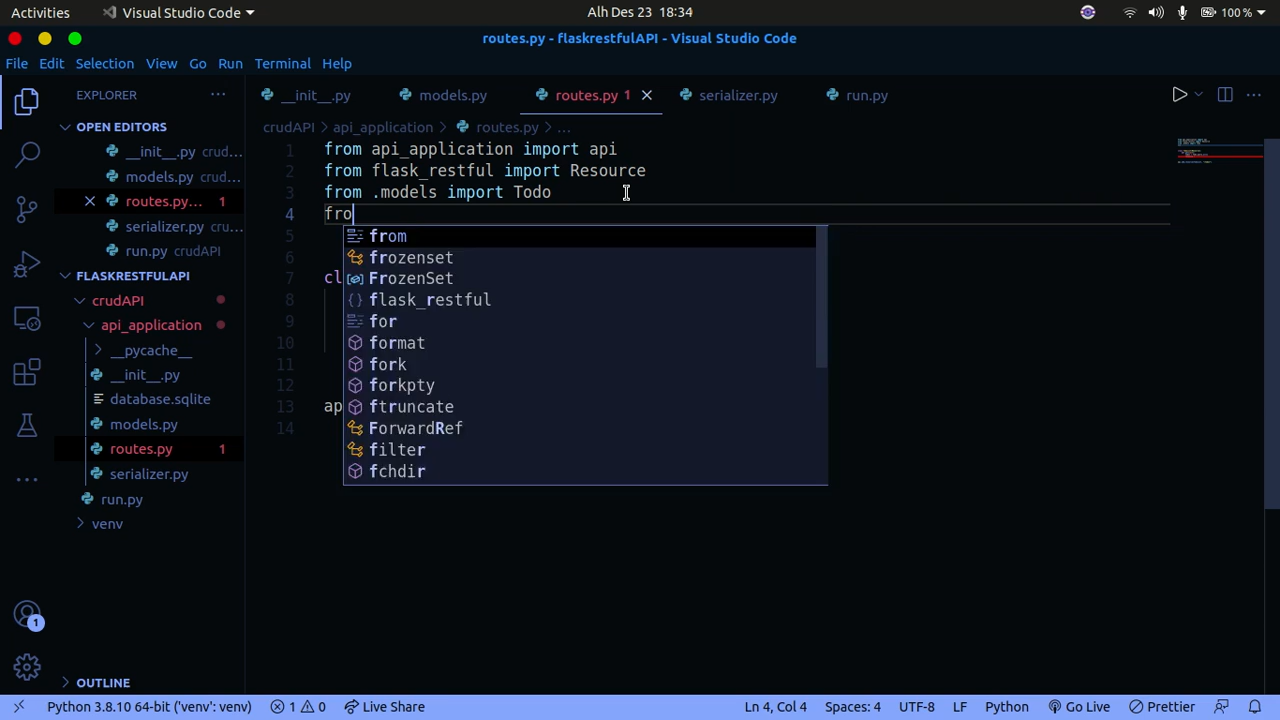 Activities
Visual Studio Code
Alh Des 23 18:34
100 %
routes.py - flaskrestfulAPI - Visual Studio Code
File Edit Selection View Go Run Terminal Help
EXPLORER
__init__.py
models.py
routes.py 1
serializer.py
run.py
OPEN EDITORS
__init__.py crud...
models.py crud...
routes.py... 1
serializer.py crud...
run.py crudAPI
FLASKRESTFULAPI
crudAPI
api_application
__pycache__
__init__.py
database.sqlite
models.py
routes.py 1
serializer.py
run.py
venv
OUTLINE
1
crudAPI api_application routes.py ...
1 from api_application import api
2 from flask_restful import Resource
3 from .models import Todo
4 fro
5 from
6 frozenset
7 cl FrozenSet
8 flask_restful
9 for
10 format
11 fork
12 forkpty
13 ap ftruncate
14 ForwardRef
filter
fchdir
Python 3.8.10 64-bit ('venv': venv) 1 0 Live Share Ln 4, Col 4 Spaces: 4 UTF-8 LF Python Go Live Prettier